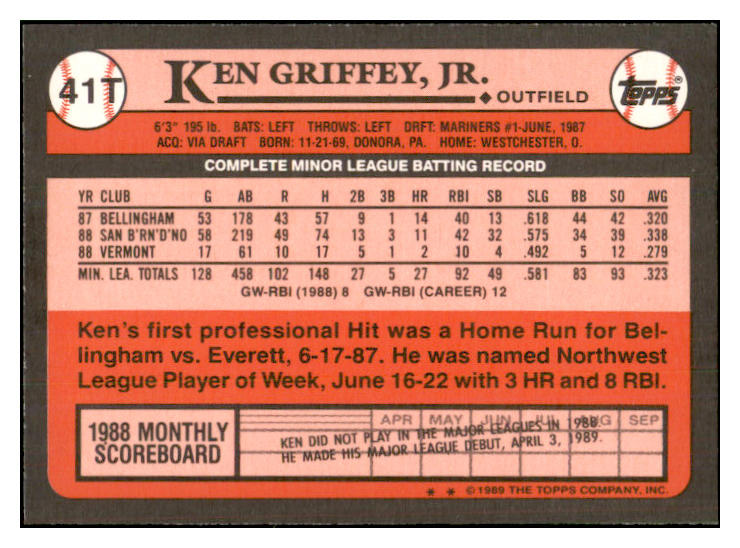 41T
KEN GRIFFEY, JR.
◆ OUTFIELD
Topps®
6'3" 195 lb. BATS: LEFT THROWS: LEFT DRFT: MARINERS #1-JUNE, 1987
ACQ: VIA DRAFT BORN: 11-21-69, DONORA, PA. HOME: WESTCHESTER, O.
COMPLETE MINOR LEAGUE BATTING RECORD
YR CLUB G AB R H 2B 3B HR RBI SB SLG BB SO AVG
87 BELLINGHAM 53 178 43 57 9 1 14 40 13 .618 44 42 .320
88 SAN B'RN'D'NO 58 219 49 74 13 3 11 42 32 .575 34 39 .338
88 VERMONT 17 61 10 17 5 1 2 10 4 .492 5 12 .279
MIN. LEA. TOTALS 128 458 102 148 27 5 27 92 49 .581 83 93 .323
GW-RBI (1988) 8 GW-RBI (CAREER) 12
Ken's first professional Hit was a Home Run for Bel-
lingham vs. Everett, 6-17-87. He was named Northwest
League Player of Week, June 16-22 with 3 HR and 8 RBI.
1988 MONTHLY
SCOREBOARD
APR MAY JUN JUL AUG SEP
KEN DID NOT PLAY IN THE MAJOR LEAGUES IN 1988.
HE MADE HIS MAJOR LEAGUE DEBUT, APRIL 3, 1989.
* * ©1989 THE TOPPS COMPANY, INC.